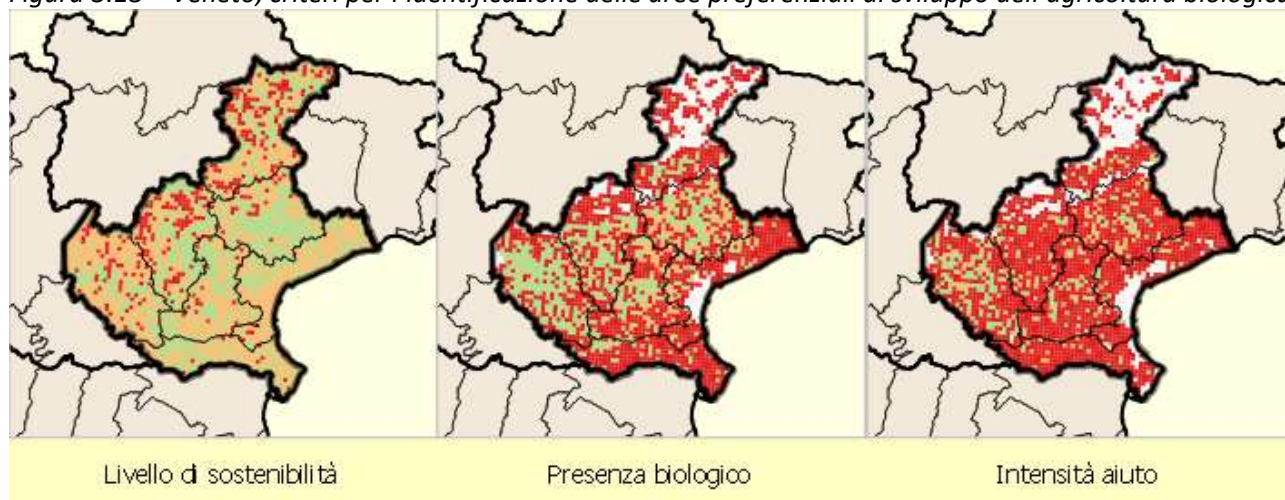 Figura – Veneto, criteri per l'identificazione delle aree preferenziali di sviluppo dell'agricoltura biologica
Livello di sostenibilità Presenza biologico Intensità aiuto